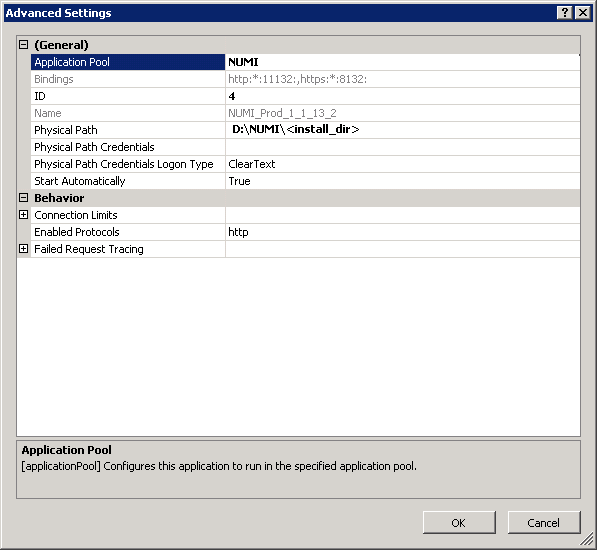 Advanced Settings
(General)
Application Pool NUMI
Bindings http:*:11132:,https:*:8132:
ID 4
Name NUMI_Prod_1_1_13_2
Physical Path D:\NUMI\<install_dir>
Physical Path Credentials
Physical Path Credentials Logon Type ClearText
Start Automatically True
Behavior
Connection Limits
Enabled Protocols http
Failed Request Tracing
Application Pool
[applicationPool] Configures this application to run in the specified application pool.
OK Cancel